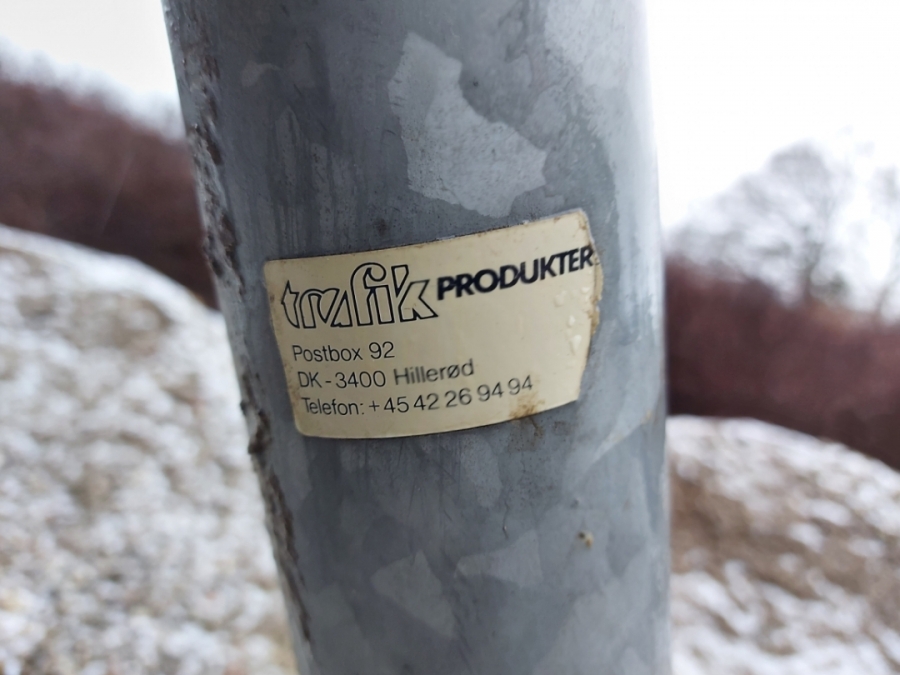 trafik PRODUKTER
Postbox 92
DK-3400 Hillerød
Telefon: +45 42 26 94 94